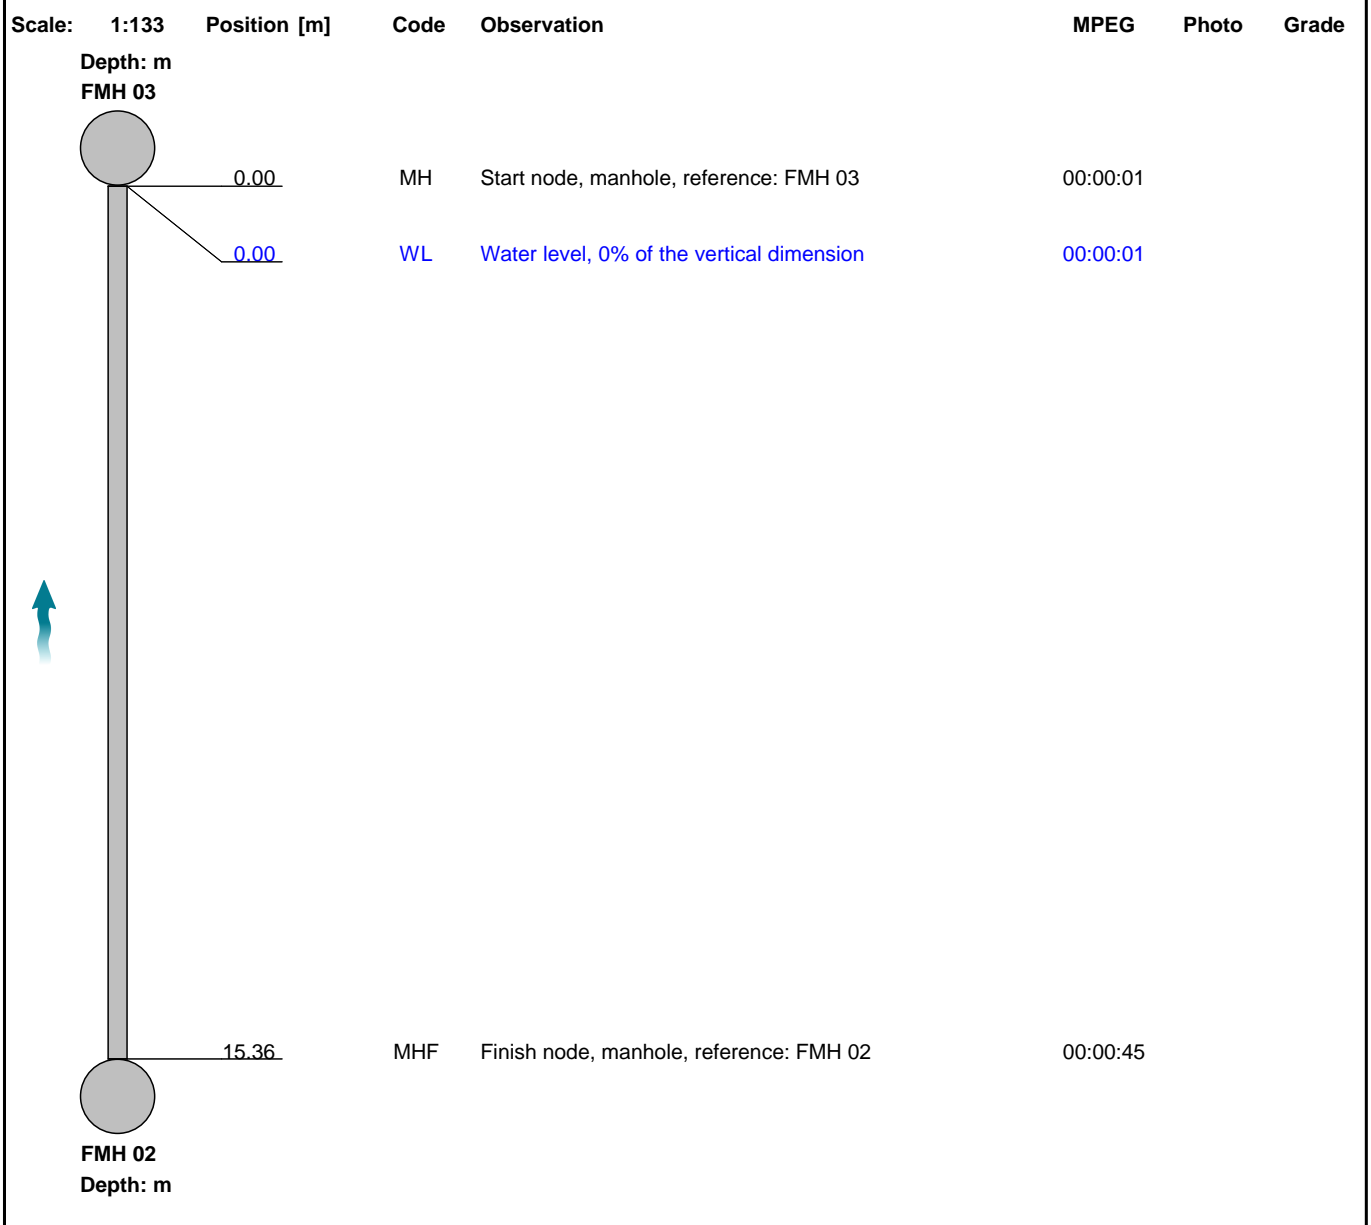 Scale: 1:133 Position [m] Code Observation MPEG Photo Grade
Depth: m
FMH 03
0.00 MH Start node, manhole, reference: FMH 03 00:00:01
0.00 WL Water level, 0% of the vertical dimension 00:00:01
15.36 MHF Finish node, manhole, reference: FMH 02 00:00:45
FMH 02
Depth: m